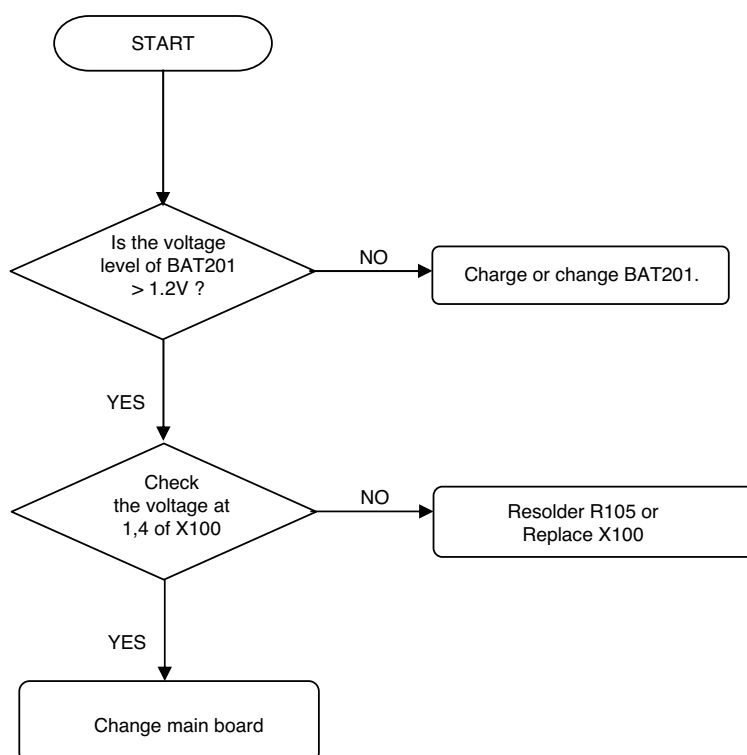 START
Is the voltage
level of BAT201
> 1.2V ?
NO
Charge or change BAT201.
YES
Check
the voltage at
1,4 of X100
NO
Resolder R105 or
Replace X100
YES
Change main board